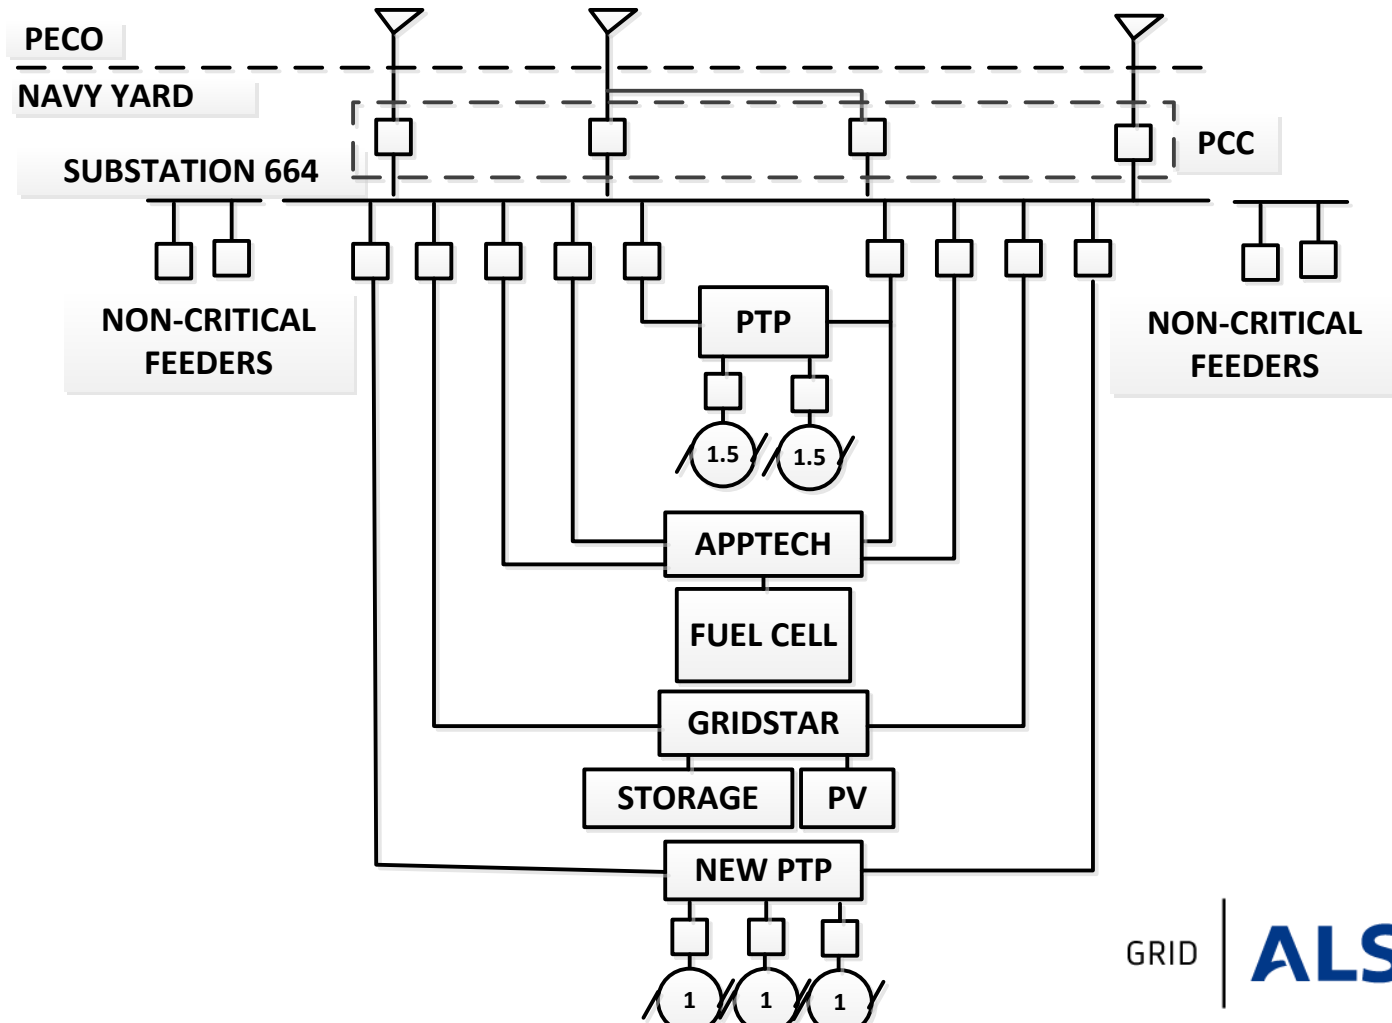 PECO
NAVY YARD
PCC
SUBSTATION 664
NON-CRITICAL
FEEDERS
PTP
NON-CRITICAL
FEEDERS
1.5
1.5
APPTECH
FUEL CELL
GRIDSTAR
STORAGE
PV
NEW PTP
GRID
ALS
1
1
1